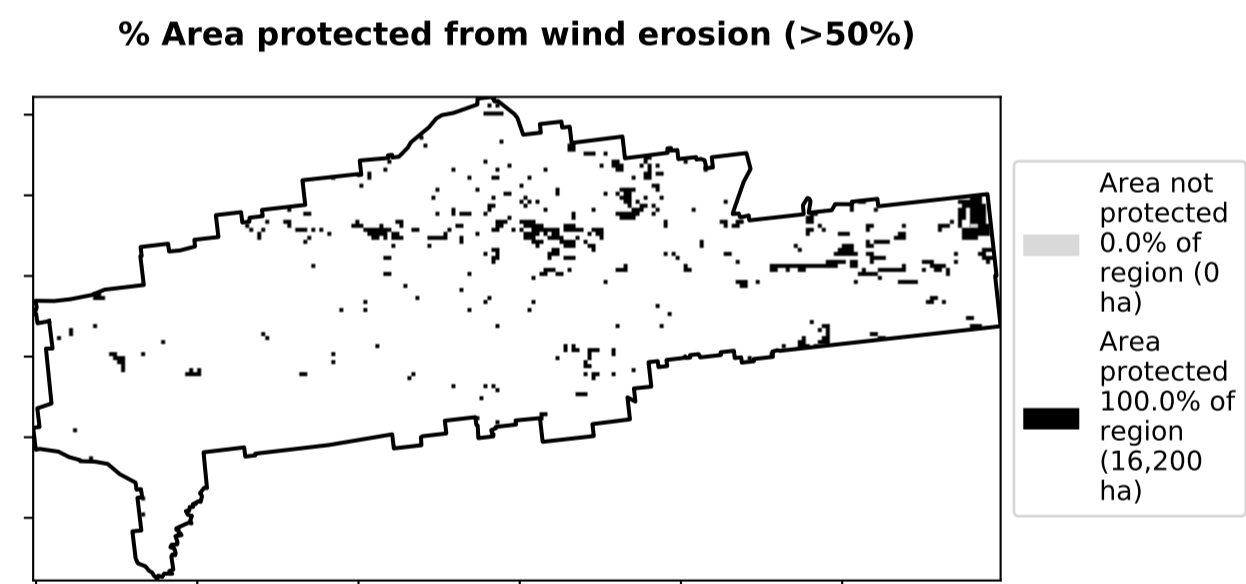 % Area protected from wind erosion (>50%)
Area not
protected
0.0% of
region (0
ha)
Area
protected
100.0% of
region
(16,200
ha)